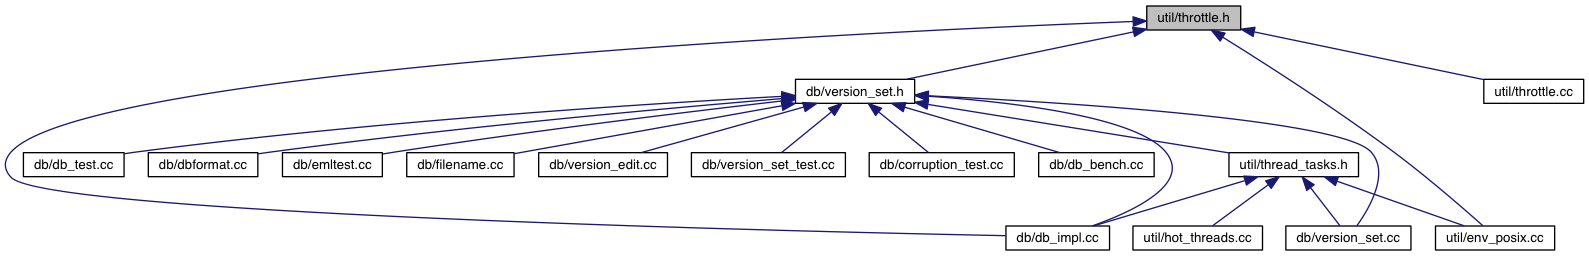 util/throttle.h
db/version_set.h
util/throttle.cc
db/db_test.cc
db/dbformat.cc
db/emltest.cc
db/filename.cc
db/version_edit.cc
db/version_set_test.cc
db/corruption_test.cc
db/db_bench.cc
util/thread_tasks.h
db/db_impl.cc
util/hot_threads.cc
db/version_set.cc
util/env_posix.cc